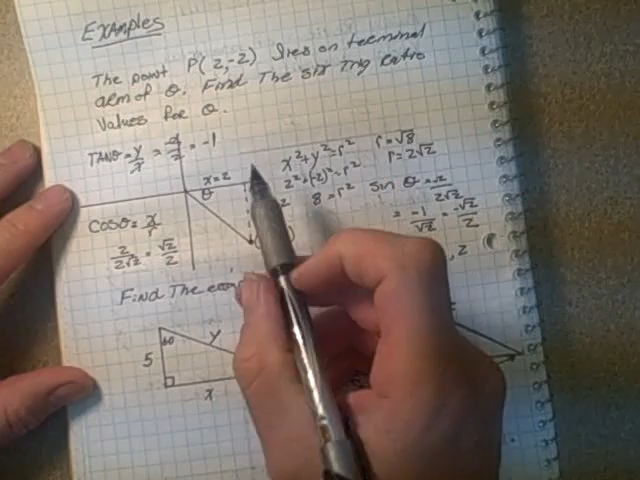 Examples
The point P(2,-2) lies on terminal
arm of θ. Find The six Trig Ratio
Values for θ.
TANθ = y/x = -2/2 = -1
x=2
θ
x²+y²=r²
2²+(-2)²=r²
8=r²
r=√8
r=2√2
sin θ = -2/2√2
= -1/√2 = -√2/2
COSθ = x/r
2/2√2 = √2/2
Find The
5
60
y
x